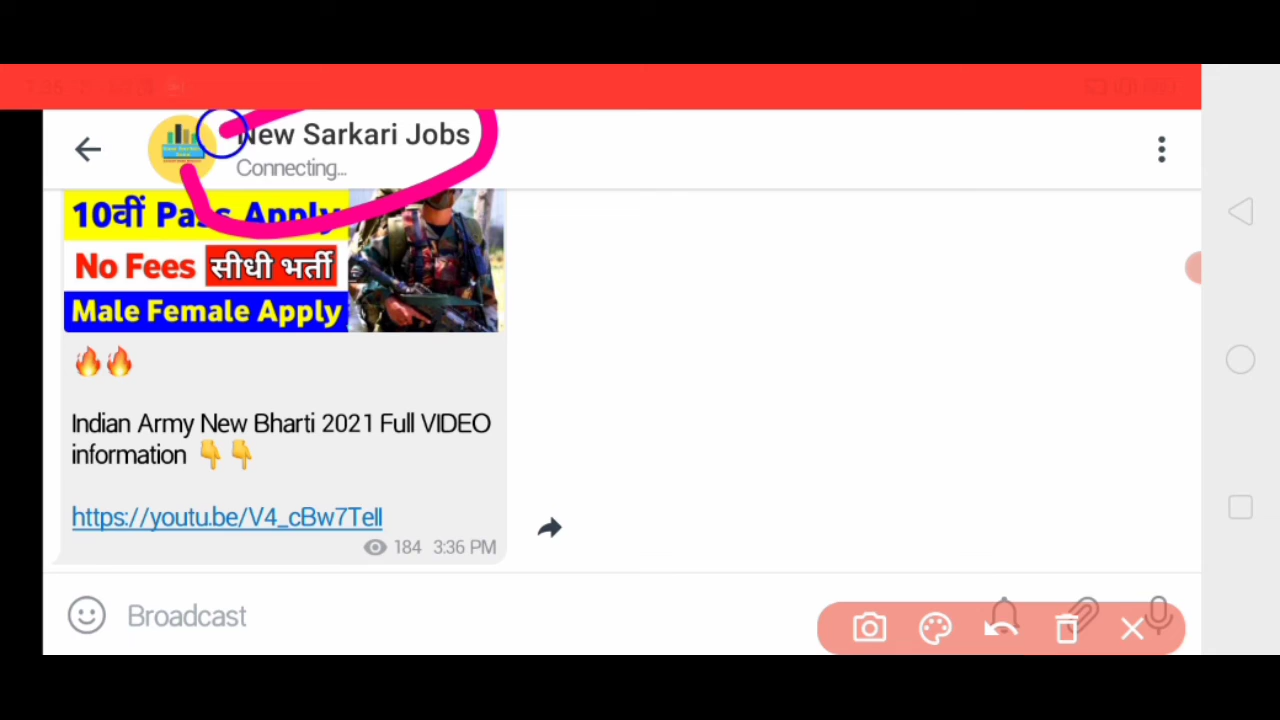 New Sarkari Jobs
Connecting...
10वीं Pass Apply
No Fees सीधी भर्ती
Male Female Apply
🔥🔥
Indian Army New Bharti 2021 Full VIDEO
information 👇👇
https://youtu.be/V4_cBw7Tell
184 3:36 PM
Broadcast